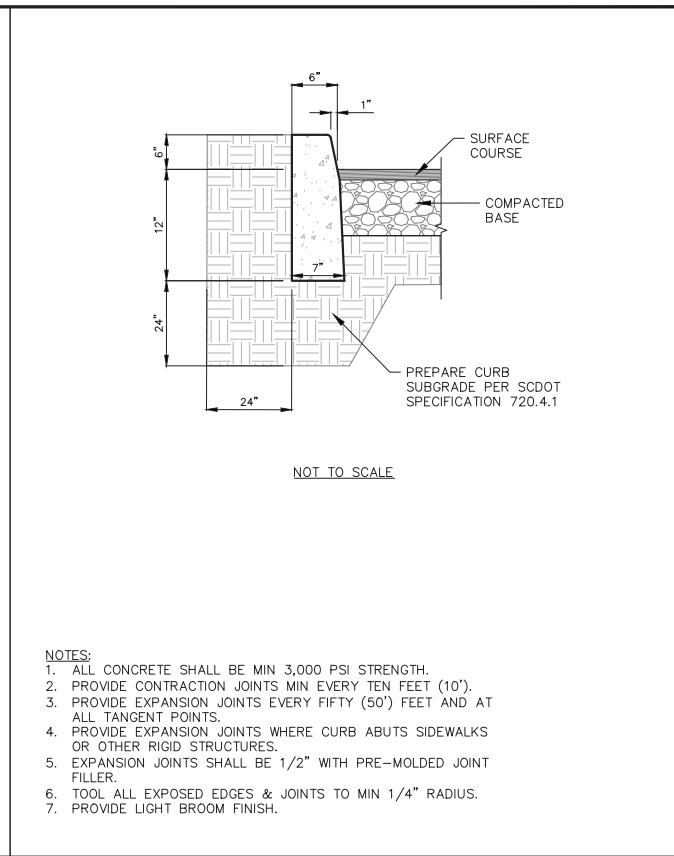 6"
1"
SURFACE
COURSE
6"
COMPACTED
BASE
12"
7"
24"
PREPARE CURB
SUBGRADE PER SCDOT
SPECIFICATION 720.4.1
24"
NOT TO SCALE
NOTES:
1. ALL CONCRETE SHALL BE MIN 3,000 PSI STRENGTH.
2. PROVIDE CONTRACTION JOINTS MIN EVERY TEN FEET (10').
3. PROVIDE EXPANSION JOINTS EVERY FIFTY (50') FEET AND AT
ALL TANGENT POINTS.
4. PROVIDE EXPANSION JOINTS WHERE CURB ABUTS SIDEWALKS
OR OTHER RIGID STRUCTURES.
5. EXPANSION JOINTS SHALL BE 1/2" WITH PRE-MOLDED JOINT
FILLER.
6. TOOL ALL EXPOSED EDGES & JOINTS TO MIN 1/4" RADIUS.
7. PROVIDE LIGHT BROOM FINISH.